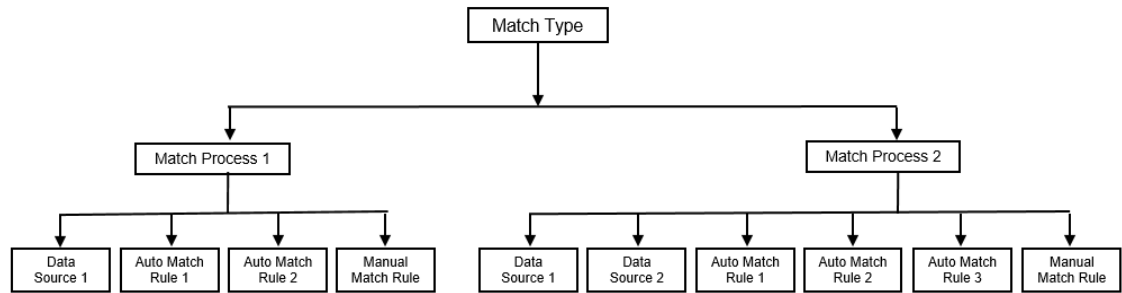 Match Type
Match Process 1
Match Process 2
Data
Source 1
Auto Match
Rule 1
Auto Match
Rule 2
Manual
Match Rule
Data
Source 1
Data
Source 2
Auto Match
Rule 1
Auto Match
Rule 2
Auto Match
Rule 3
Manual
Match Rule